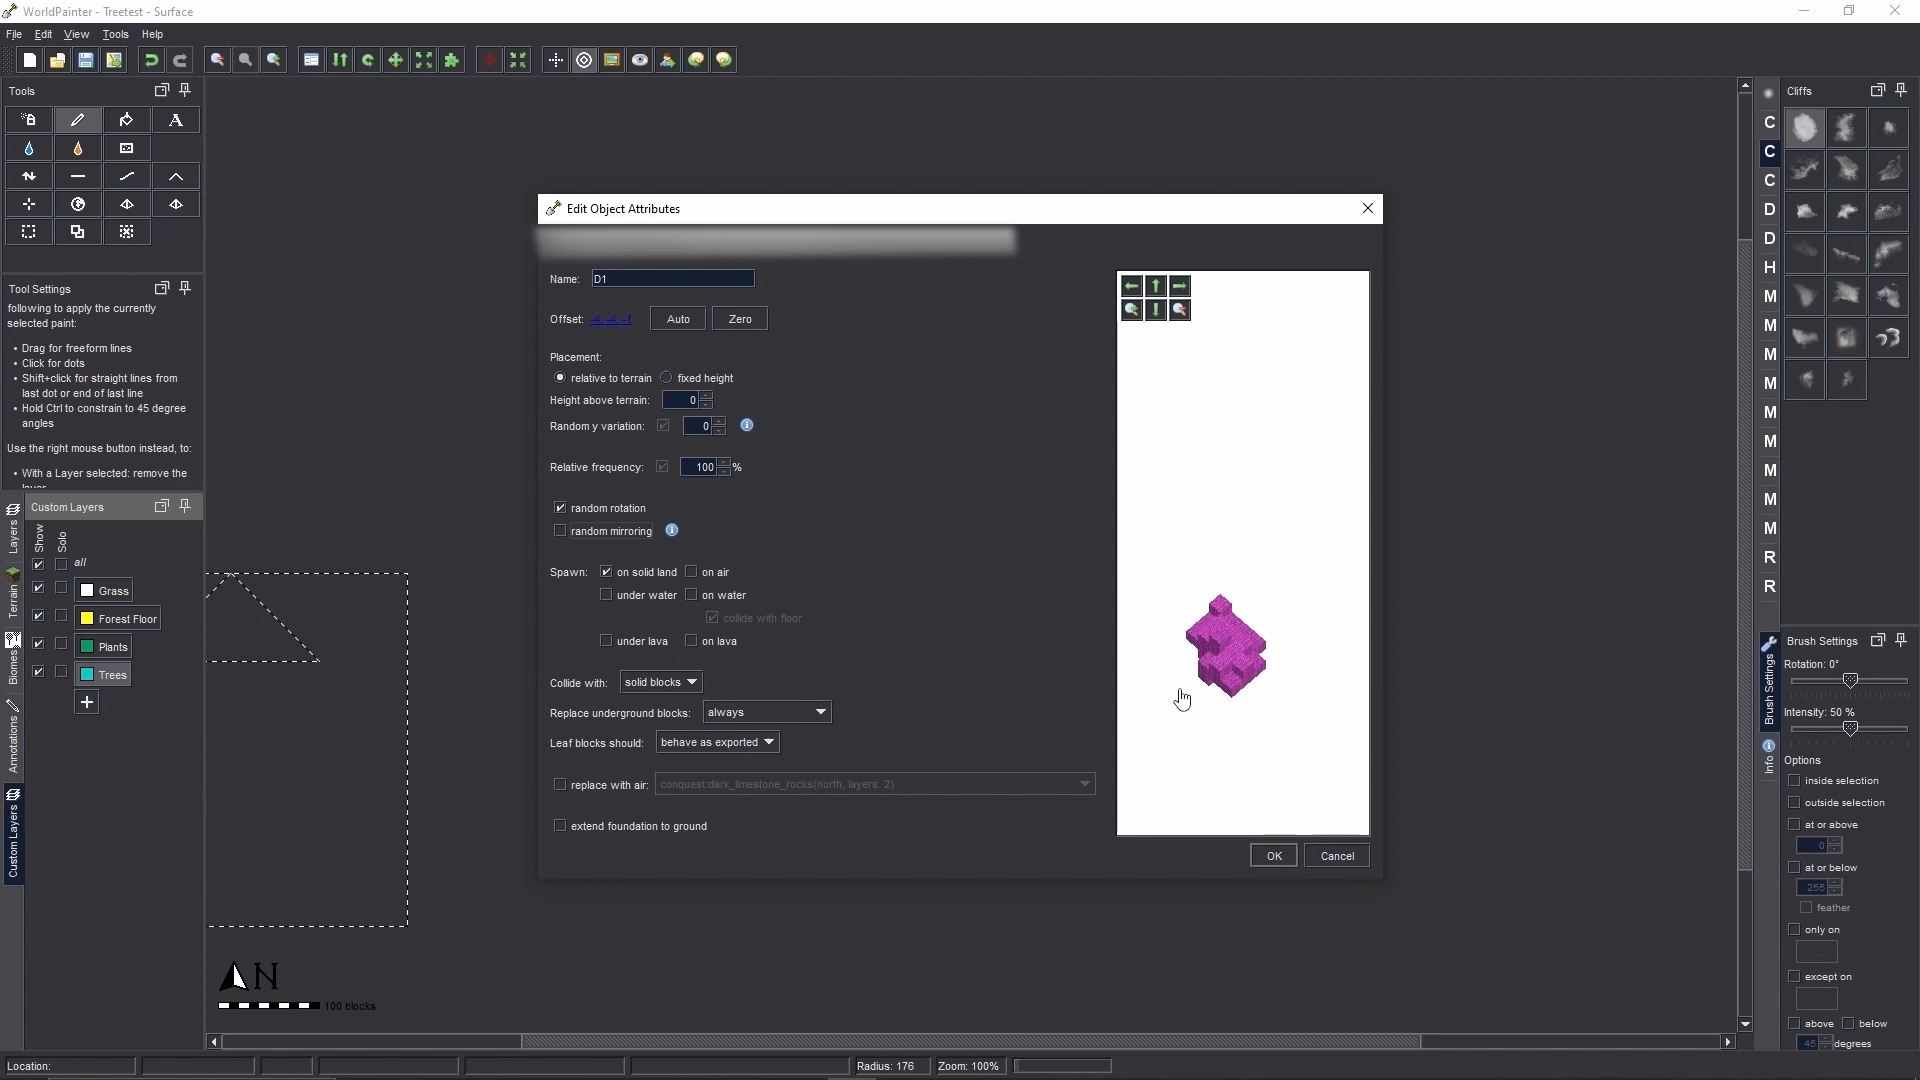 WorldPainter - Treetest - Surface
File Edit View Tools Help
Tools
A
Tool Settings
following to apply the currently
selected paint:
• Drag for freeform lines
• Click for dots
• Shift+click for straight lines from
last dot or end of last line
• Hold Ctrl to constrain to 45 degree
angles
Use the right mouse button instead, to:
• With a Layer selected: remove the
layer
Layers
Terrain
Biomes
Annotations
Custom Layers
Custom Layers
Show
Solo
all
Grass
Forest Floor
Plants
Trees
N
100 blocks
Edit Object Attributes
Name: D1
Offset: -4, -4, -1 Auto Zero
Placement:
relative to terrain fixed height
Height above terrain: 0
Random y variation: 0
Relative frequency: 100 %
random rotation
random mirroring
Spawn: on solid land on air
under water on water
collide with floor
under lava on lava
Collide with: solid blocks
Replace underground blocks: always
Leaf blocks should: behave as exported
replace with air: conquest:dark_limestone_rocks(north, layers: 2)
extend foundation to ground
OK Cancel
C
C
C
D
D
H
M
M
M
M
M
M
M
M
M
R
R
Cliffs
Brush Settings
Info
Brush Settings
Rotation: 0°
Intensity: 50 %
Options
inside selection
outside selection
at or above
0
at or below
255
feather
only on
...
except on
...
above below
45 degrees
Location:
Radius: 176
Zoom: 100%